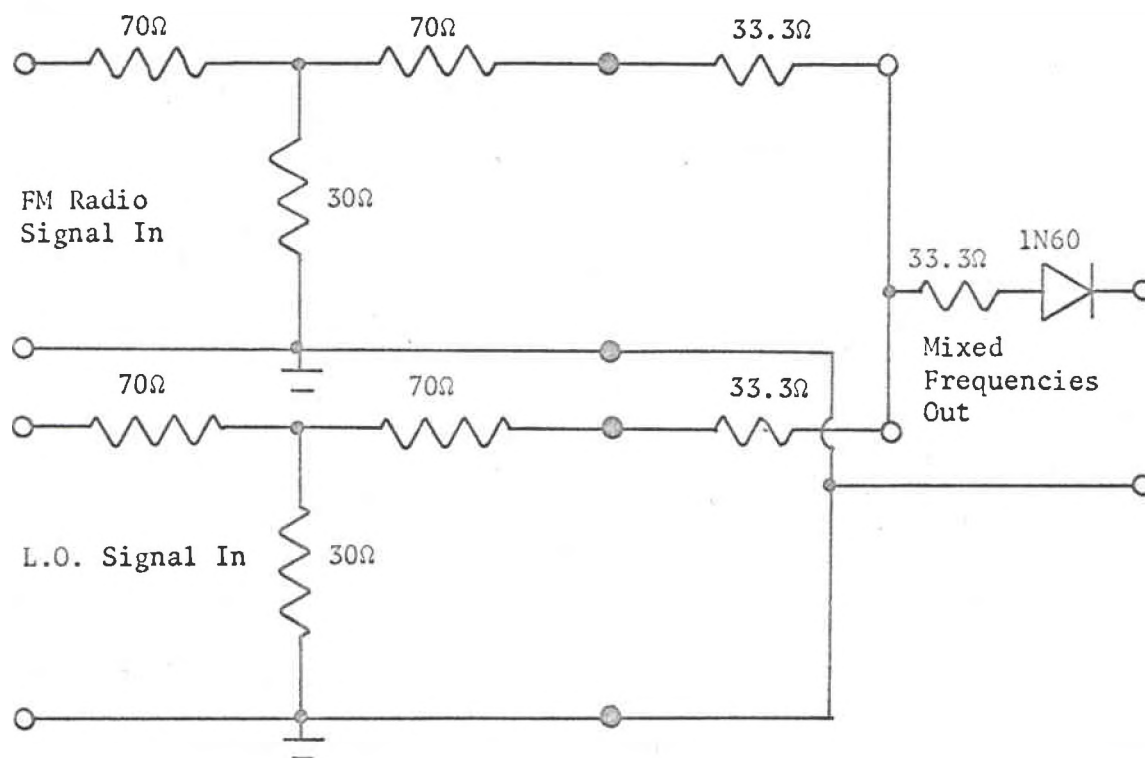 70Ω
70Ω
33.3Ω
30Ω
FM Radio
Signal In
1N60
33.3Ω
Mixed
Frequencies
Out
70Ω
70Ω
33.3Ω
30Ω
L.O. Signal In